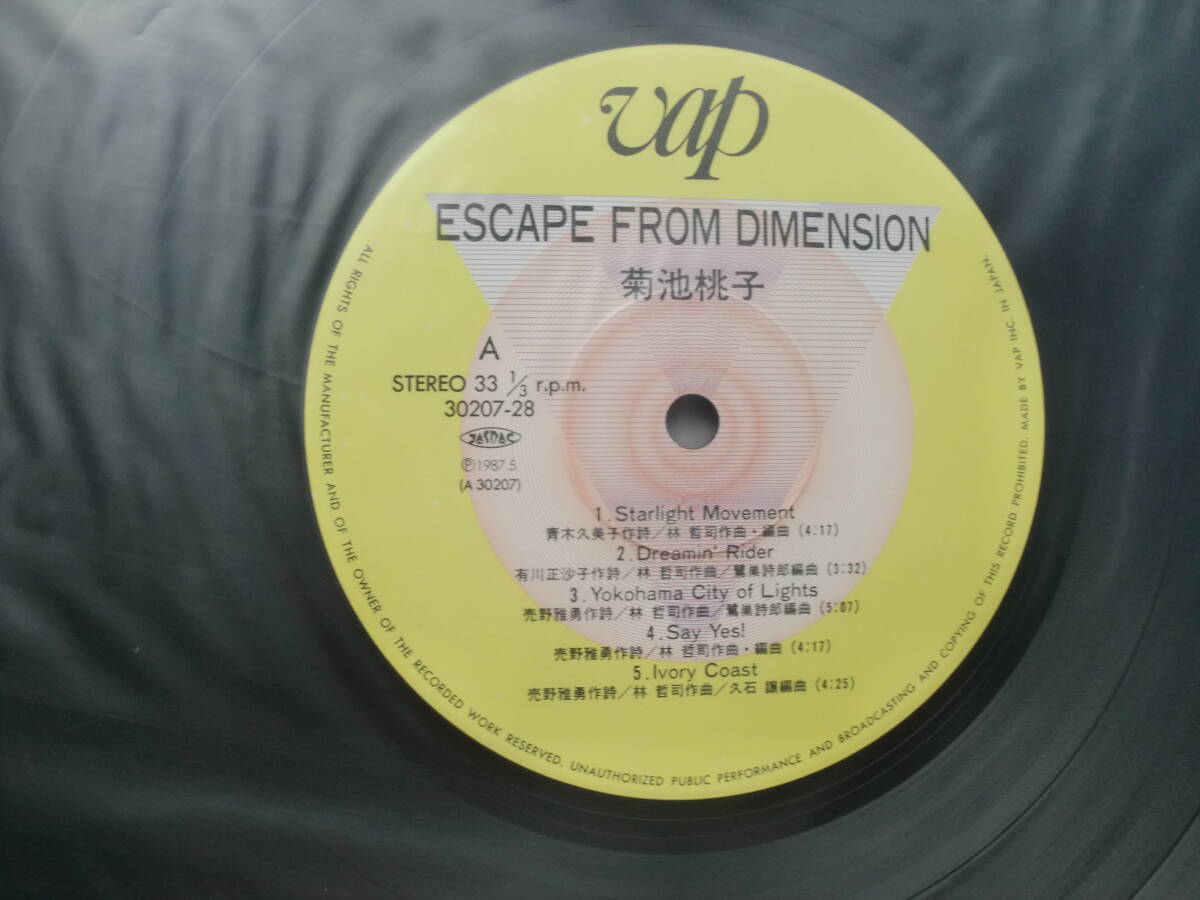 vap
ESCAPE FROM DIMENSION
菊池桃子
A
STEREO 33 1/3 r.p.m.
30207-28
JASRAC
Ⓟ1987.5.
(A 30207)
1.Starlight Movement
青木久美子作詩/林 哲司作曲・編曲 (4:17)
2.Dreamin' Rider
有川正沙子作詩/林 哲司作曲/鷺巣詩郎編曲 (3:32)
3.Yokohama City of Lights
売野雅勇作詩/林 哲司作曲/鷺巣詩郎編曲 (5:07)
4.Say Yes!
売野雅勇作詩/林 哲司作曲・編曲 (4:17)
5.Ivory Coast
売野雅勇作詩/林 哲司作曲/久石 譲編曲 (4:25)
ALL RIGHTS OF THE MANUFACTURER AND OF THE OWNER OF THE RECORDED WORK RESERVED. UNAUTHORIZED PUBLIC PERFORMANCE AND BROADCASTING AND COPYING OF THIS RECORD PROHIBITED. MADE BY VAP INC. IN JAPAN.